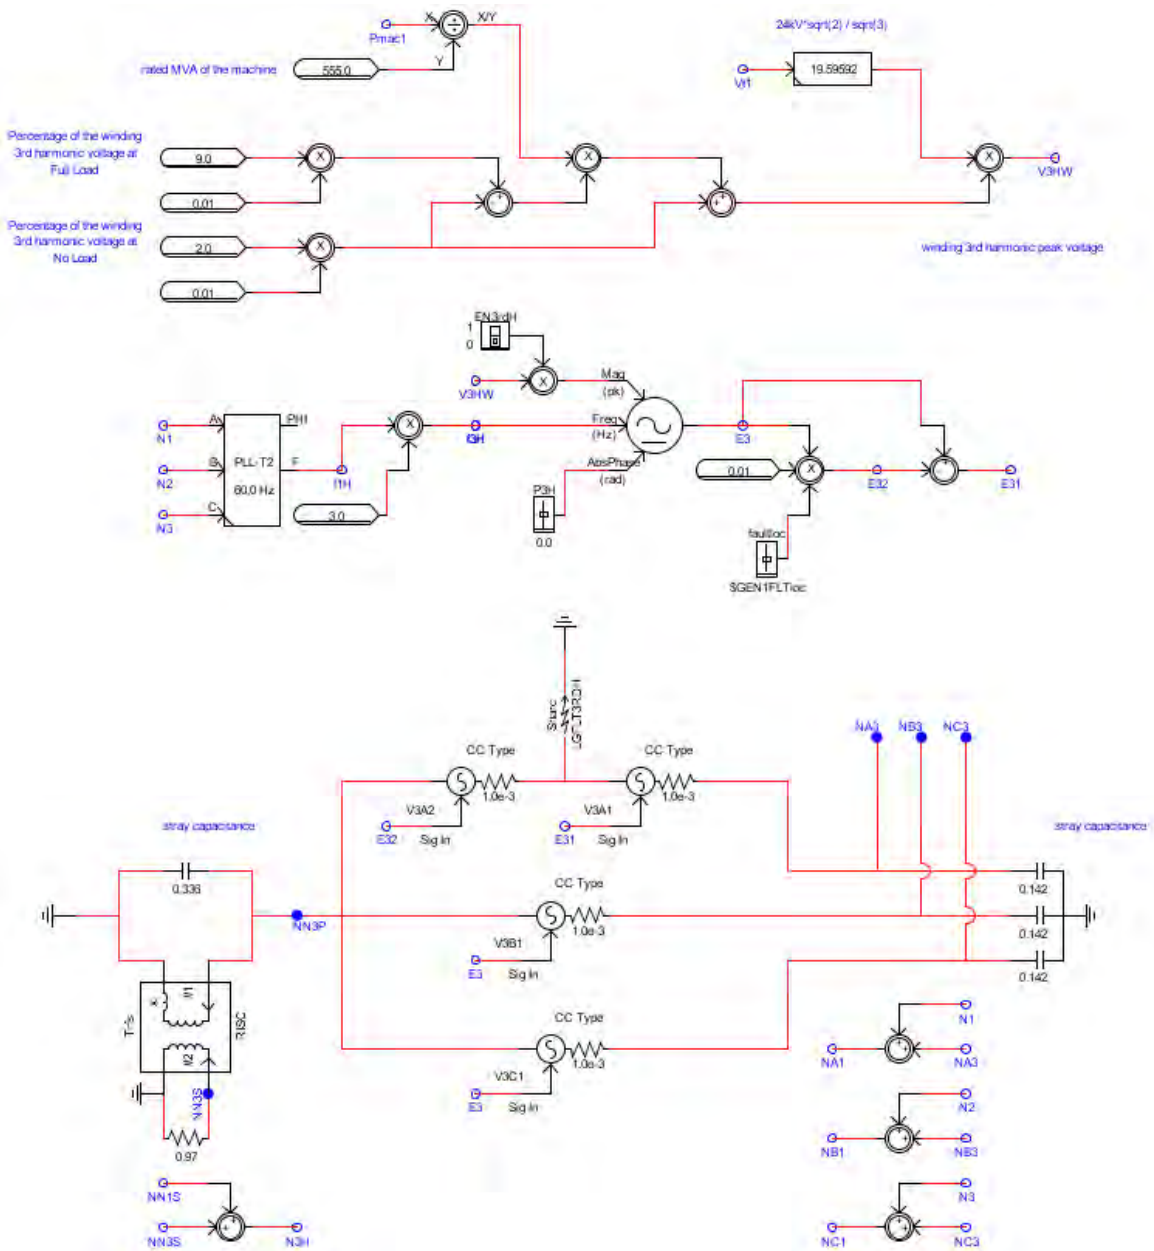 24kV*sqrt(2) / sqrt(3)
X
X/Y
Pmac1
Y
rated MVA of the machine
555.0
Vt1
19.59592
Percentage of the winding
3rd harmonic voltage at
Full Load
9.0
X
X
X
V3HW
0.01
Percentage of the winding
3rd harmonic voltage at
No Load
2.0
X
winding 3rd harmonic peak voltage
0.01
EN3rdH
1
0
V3HW
X
Mag
(pk)
N1
A
PH1
X
Freq
(Hz)
E3
N2
B
PLL-T2
60.0 Hz
F
f1H
AbsPhase
(rad)
0.01
X
E32
E31
N3
C
3.0
P3H
0.0
faultloc
$GEN1FLTloc
Snarc
LGFLT3RDH
NA3
NB3
NC3
CC Type
CC Type
1.0e-3
1.0e-3
V3A2
V3A1
E32
Sig In
E31
Sig In
stray capacitance
stray capacitance
0.336
0.142
CC Type
NN3P
1.0e-3
0.142
V3B1
E3
Sig In
0.142
Trfs
#1
RISC
#2
NN3S
CC Type
1.0e-3
V3C1
E3
Sig In
N1
NA1
NA3
N2
NB1
NB3
0.97
NN1S
N3
NN3S
N3H
NC1
NC3